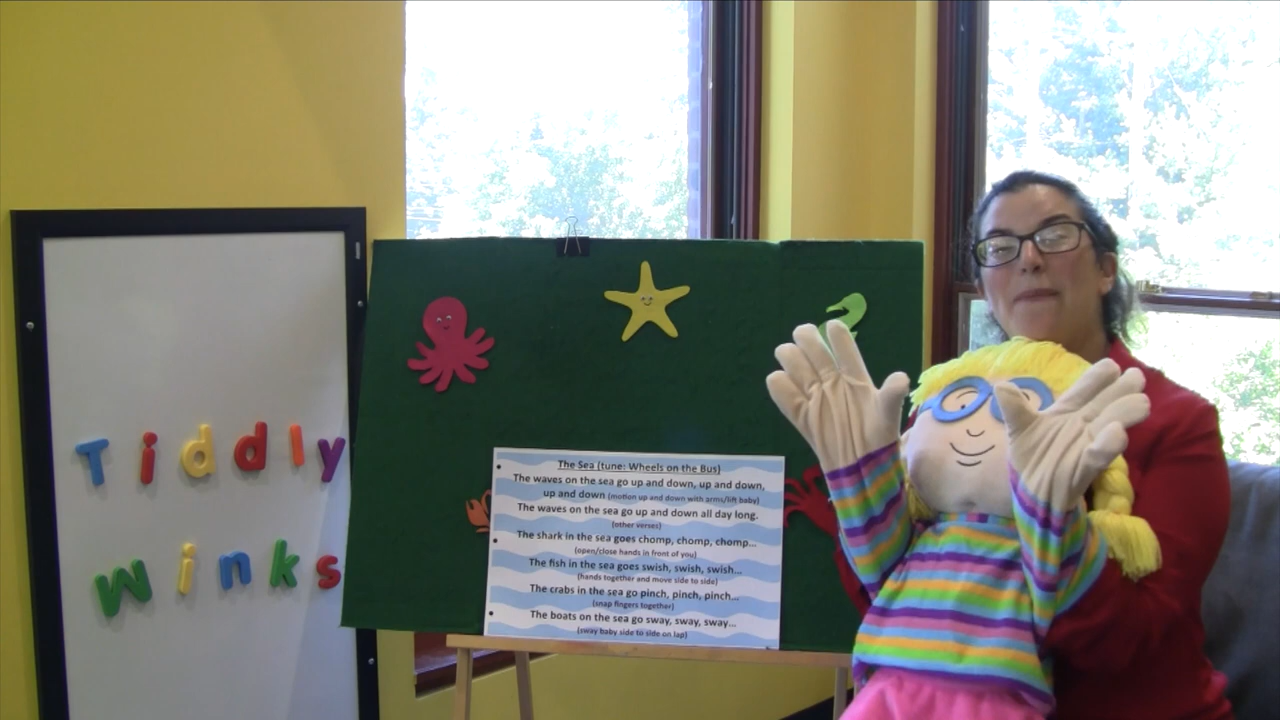 Tiddly
winks
The Sea (tune: Wheels on the Bus)
The waves on the sea go up and down, up and down,
up and down (motion up and down with arms/lift baby)
The waves on the sea go up and down all day long.
(other verses)
The shark in the sea goes chomp, chomp, chomp...
(open/close hands in front of you)
The fish in the sea goes swish, swish, swish...
(hands together and move side to side)
The crabs in the sea go pinch, pinch, pinch...
(snap fingers together)
The boats on the sea go sway, sway, sway...
(sway baby side to side on lap)